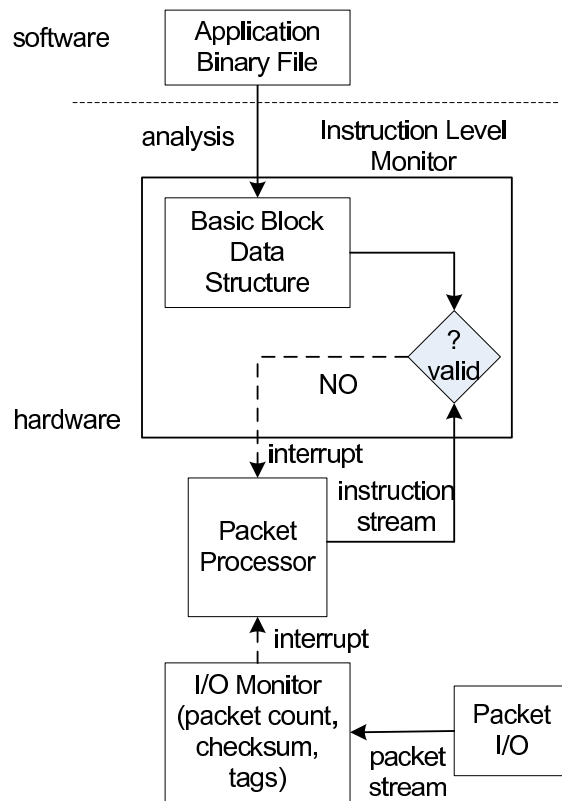 software
Application
Binary File
analysis
Instruction Level
Monitor
Basic Block
Data
Structure
?
valid
NO
hardware
interrupt
instruction
stream
Packet
Processor
interrupt
I/O Monitor
(packet count,
checksum,
tags)
packet
stream
Packet
I/O